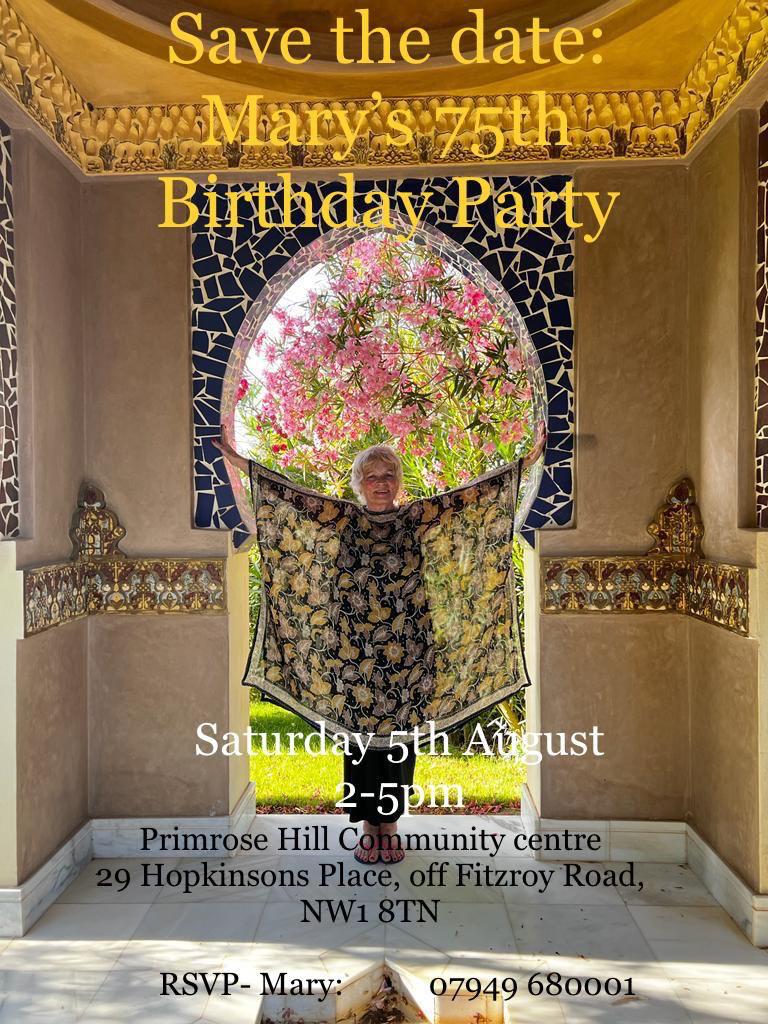 Save the date:
Mary's 75th
Birthday Party
Saturday 5th August
2-5pm
Primrose Hill Community centre
29 Hopkinsons Place, off Fitzroy Road,
NW1 8TN
RSVP- Mary: 07949 680001